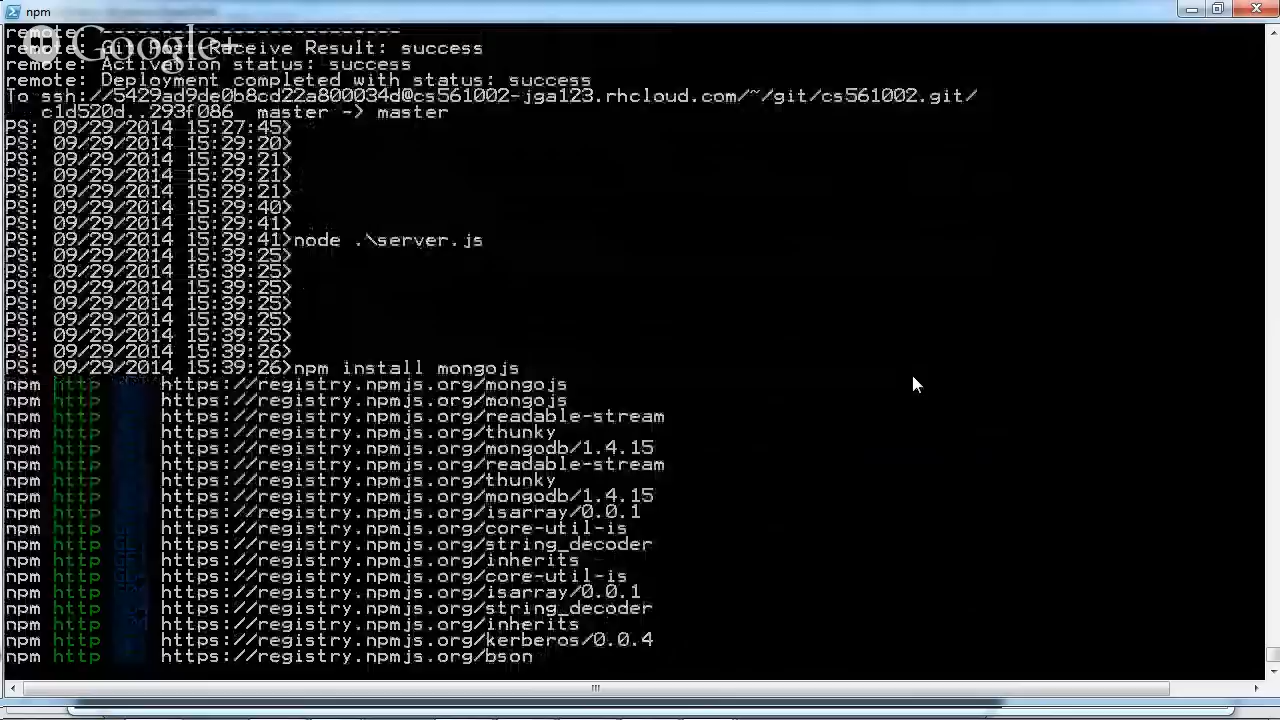 npm
remote: ---------------------------------
Google+
remote: Git Post Receive Result: success
remote: Activation status: success
remote: Deployment completed with status: success
To ssh://5429ad9de0b8cd22a800034d@cs561002-jga123.rhcloud.com/~/git/cs561002.git/
c1d520d..293f086 master -> master
PS: 09/29/2014 15:27:45>
PS: 09/29/2014 15:29:20>
PS: 09/29/2014 15:29:21>
PS: 09/29/2014 15:29:21>
PS: 09/29/2014 15:29:21>
PS: 09/29/2014 15:29:40>
PS: 09/29/2014 15:29:41>
PS: 09/29/2014 15:29:41>node .\server.js
PS: 09/29/2014 15:39:25>
PS: 09/29/2014 15:39:25>
PS: 09/29/2014 15:39:25>
PS: 09/29/2014 15:39:25>
PS: 09/29/2014 15:39:25>
PS: 09/29/2014 15:39:25>
PS: 09/29/2014 15:39:26>
PS: 09/29/2014 15:39:26>npm install mongojs
npm http https://registry.npmjs.org/mongojs
npm http https://registry.npmjs.org/mongojs
npm http https://registry.npmjs.org/readable-stream
npm http https://registry.npmjs.org/thunky
npm http https://registry.npmjs.org/mongodb/1.4.15
npm http https://registry.npmjs.org/readable-stream
npm http https://registry.npmjs.org/thunky
npm http https://registry.npmjs.org/mongodb/1.4.15
npm http https://registry.npmjs.org/isarray/0.0.1
npm http https://registry.npmjs.org/core-util-is
npm http https://registry.npmjs.org/string_decoder
npm http https://registry.npmjs.org/inherits
npm http https://registry.npmjs.org/core-util-is
npm http https://registry.npmjs.org/isarray/0.0.1
npm http https://registry.npmjs.org/string_decoder
npm http https://registry.npmjs.org/inherits
npm http https://registry.npmjs.org/kerberos/0.0.4
npm http https://registry.npmjs.org/bson